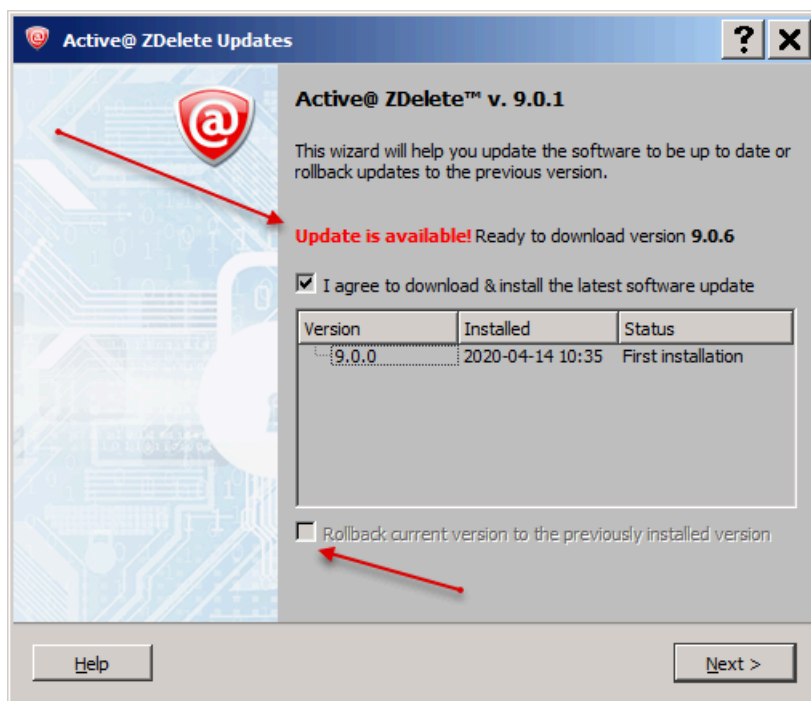 Active@ ZDelete Updates
Active@ ZDelete™ v. 9.0.1
This wizard will help you update the software to be up to date or
rollback updates to the previous version.
Update is available! Ready to download version 9.0.6
I agree to download & install the latest software update
Version Installed Status
9.0.0 2020-04-14 10:35 First installation
Rollback current version to the previously installed version
Help Next >